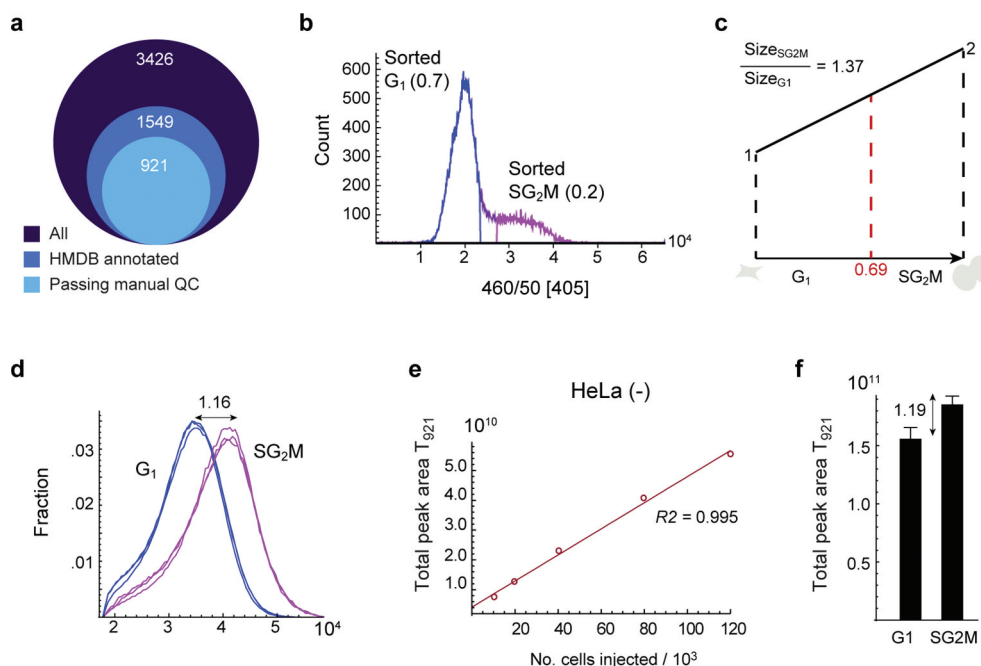 a
3426
1549
921
All
HMDB annotated
Passing manual QC
b
Sorted
G1 (0.7)
Sorted
SG2M (0.2)
Count
600
500
400
300
200
100
1 2 3 4 5 6 10^4
460/50 [405]
c
SizeSG2M
SizeG1
= 1.37
1
2
G1 0.69 SG2M
d
1.16
G1
SG2M
Fraction
.03
.02
.01
2 3 4 5 10^4
e
HeLa (-)
10^10
Total peak area T921
5.0
4.0
3.0
2.0
1.0
R2 = 0.995
20 40 60 80 100 120
No. cells injected / 10^3
f
10^11
1.19
Total peak area T921
1.5
1.0
0.5
G1 SG2M